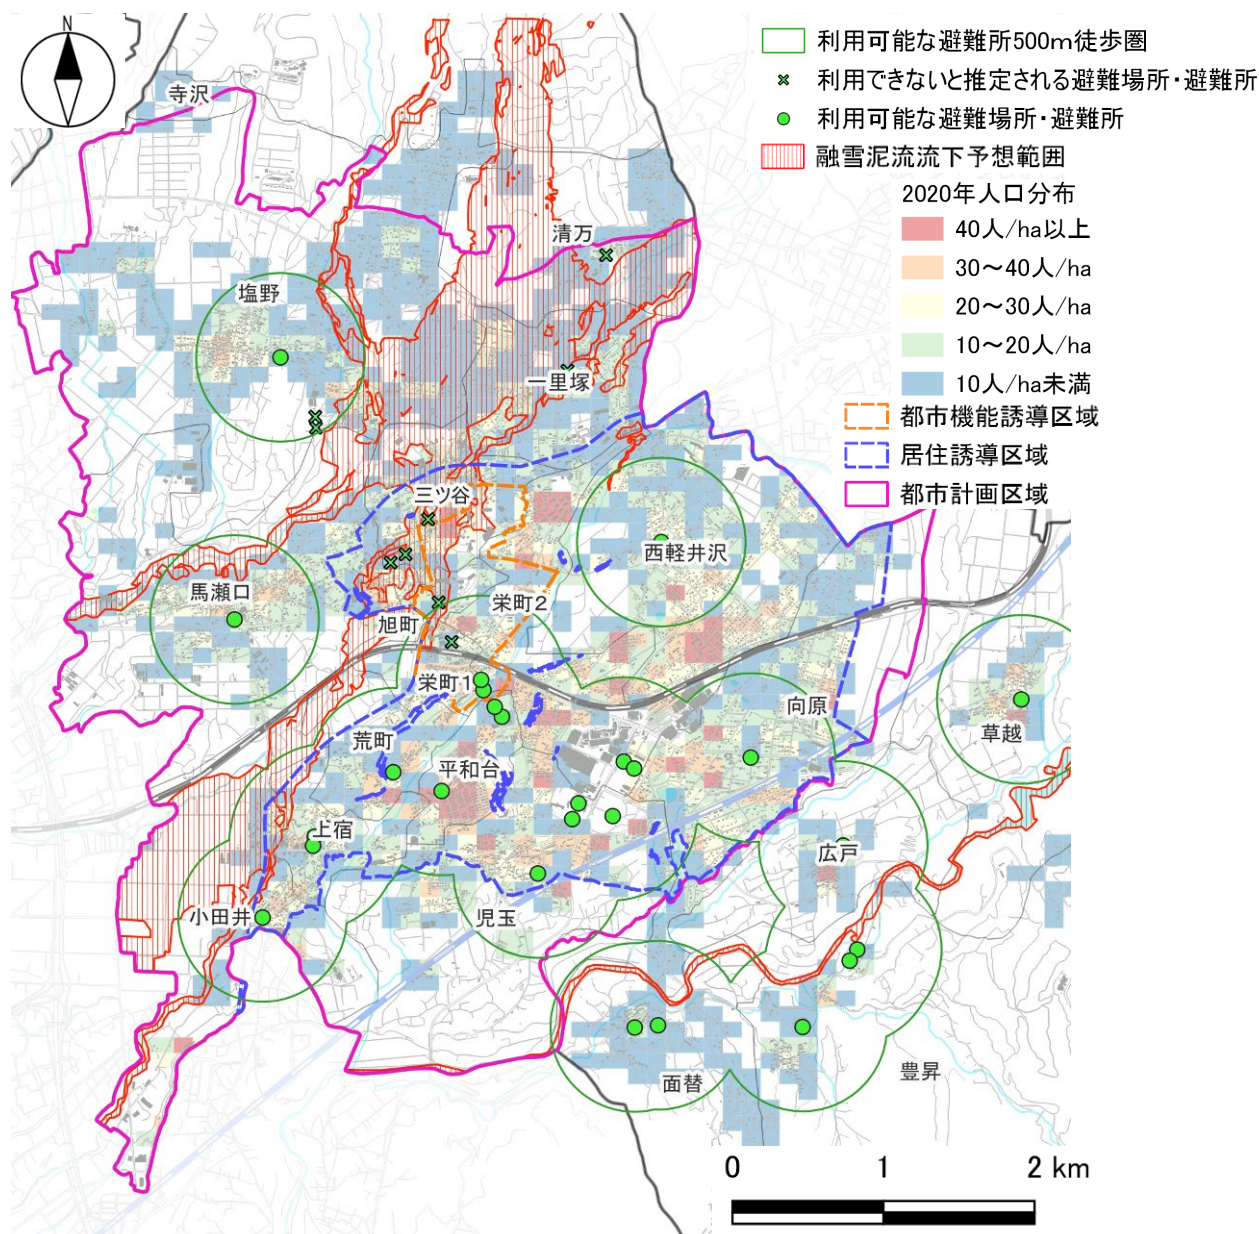 N
利用可能な避難所500m徒歩圏
利用できないと推定される避難場所・避難所
利用可能な避難場所・避難所
融雪泥流流下予想範囲
2020年人口分布
40人/ha以上
30～40人/ha
20～30人/ha
10～20人/ha
10人/ha未満
都市機能誘導区域
居住誘導区域
都市計画区域
寺沢
清万
塩野
一里塚
三ツ谷
西軽井沢
馬瀬口
栄町2
旭町
栄町1
向原
草越
荒町
平和台
上宿
広戸
小田井
児玉
豊昇
面替
0 1 2 km